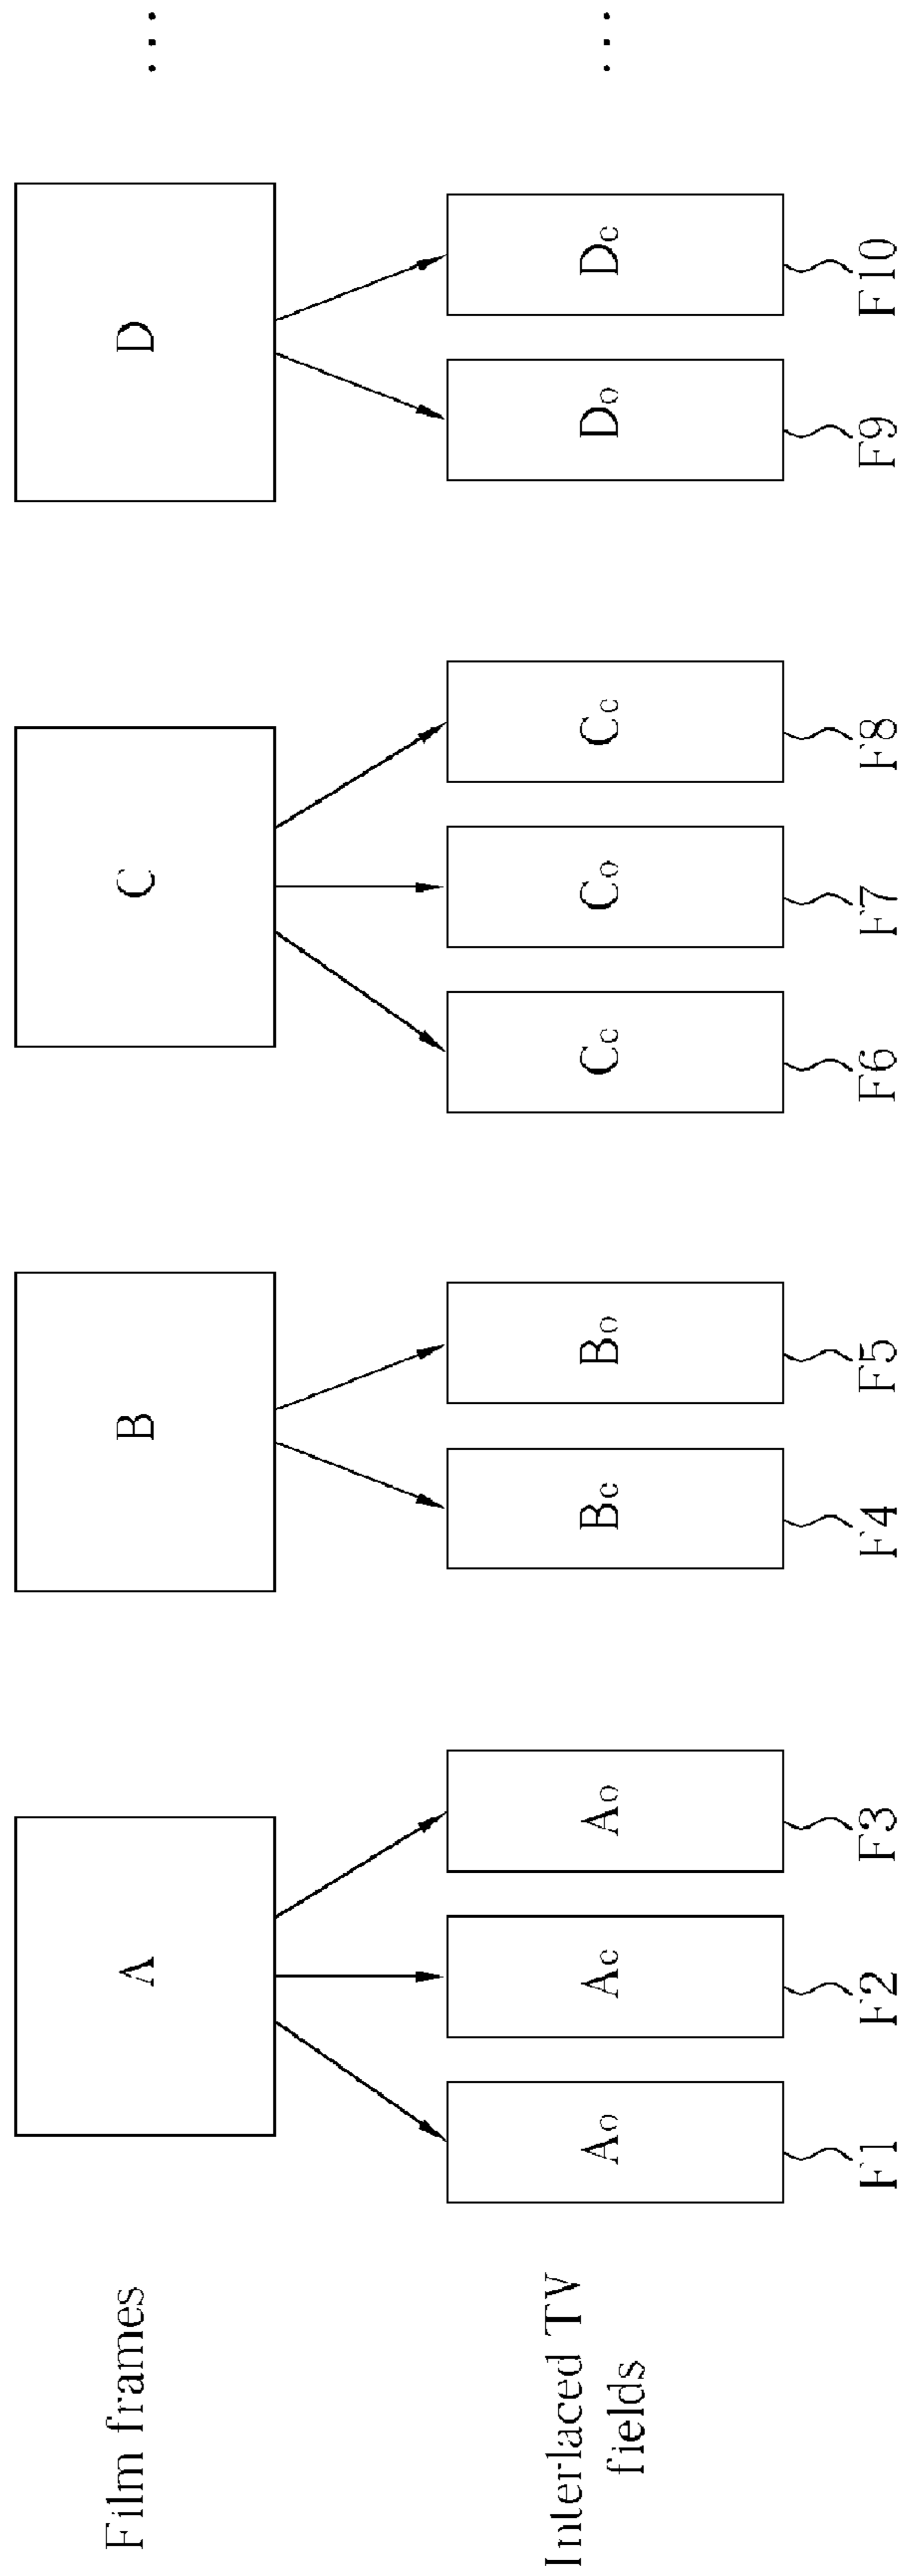 Film frames A B C D ...
Interlaced TV
fields
Ao Ac Ao Bc Bo Cc Co Cc Do Dc ...
F1 F2 F3 F4 F5 F6 F7 F8 F9 F10